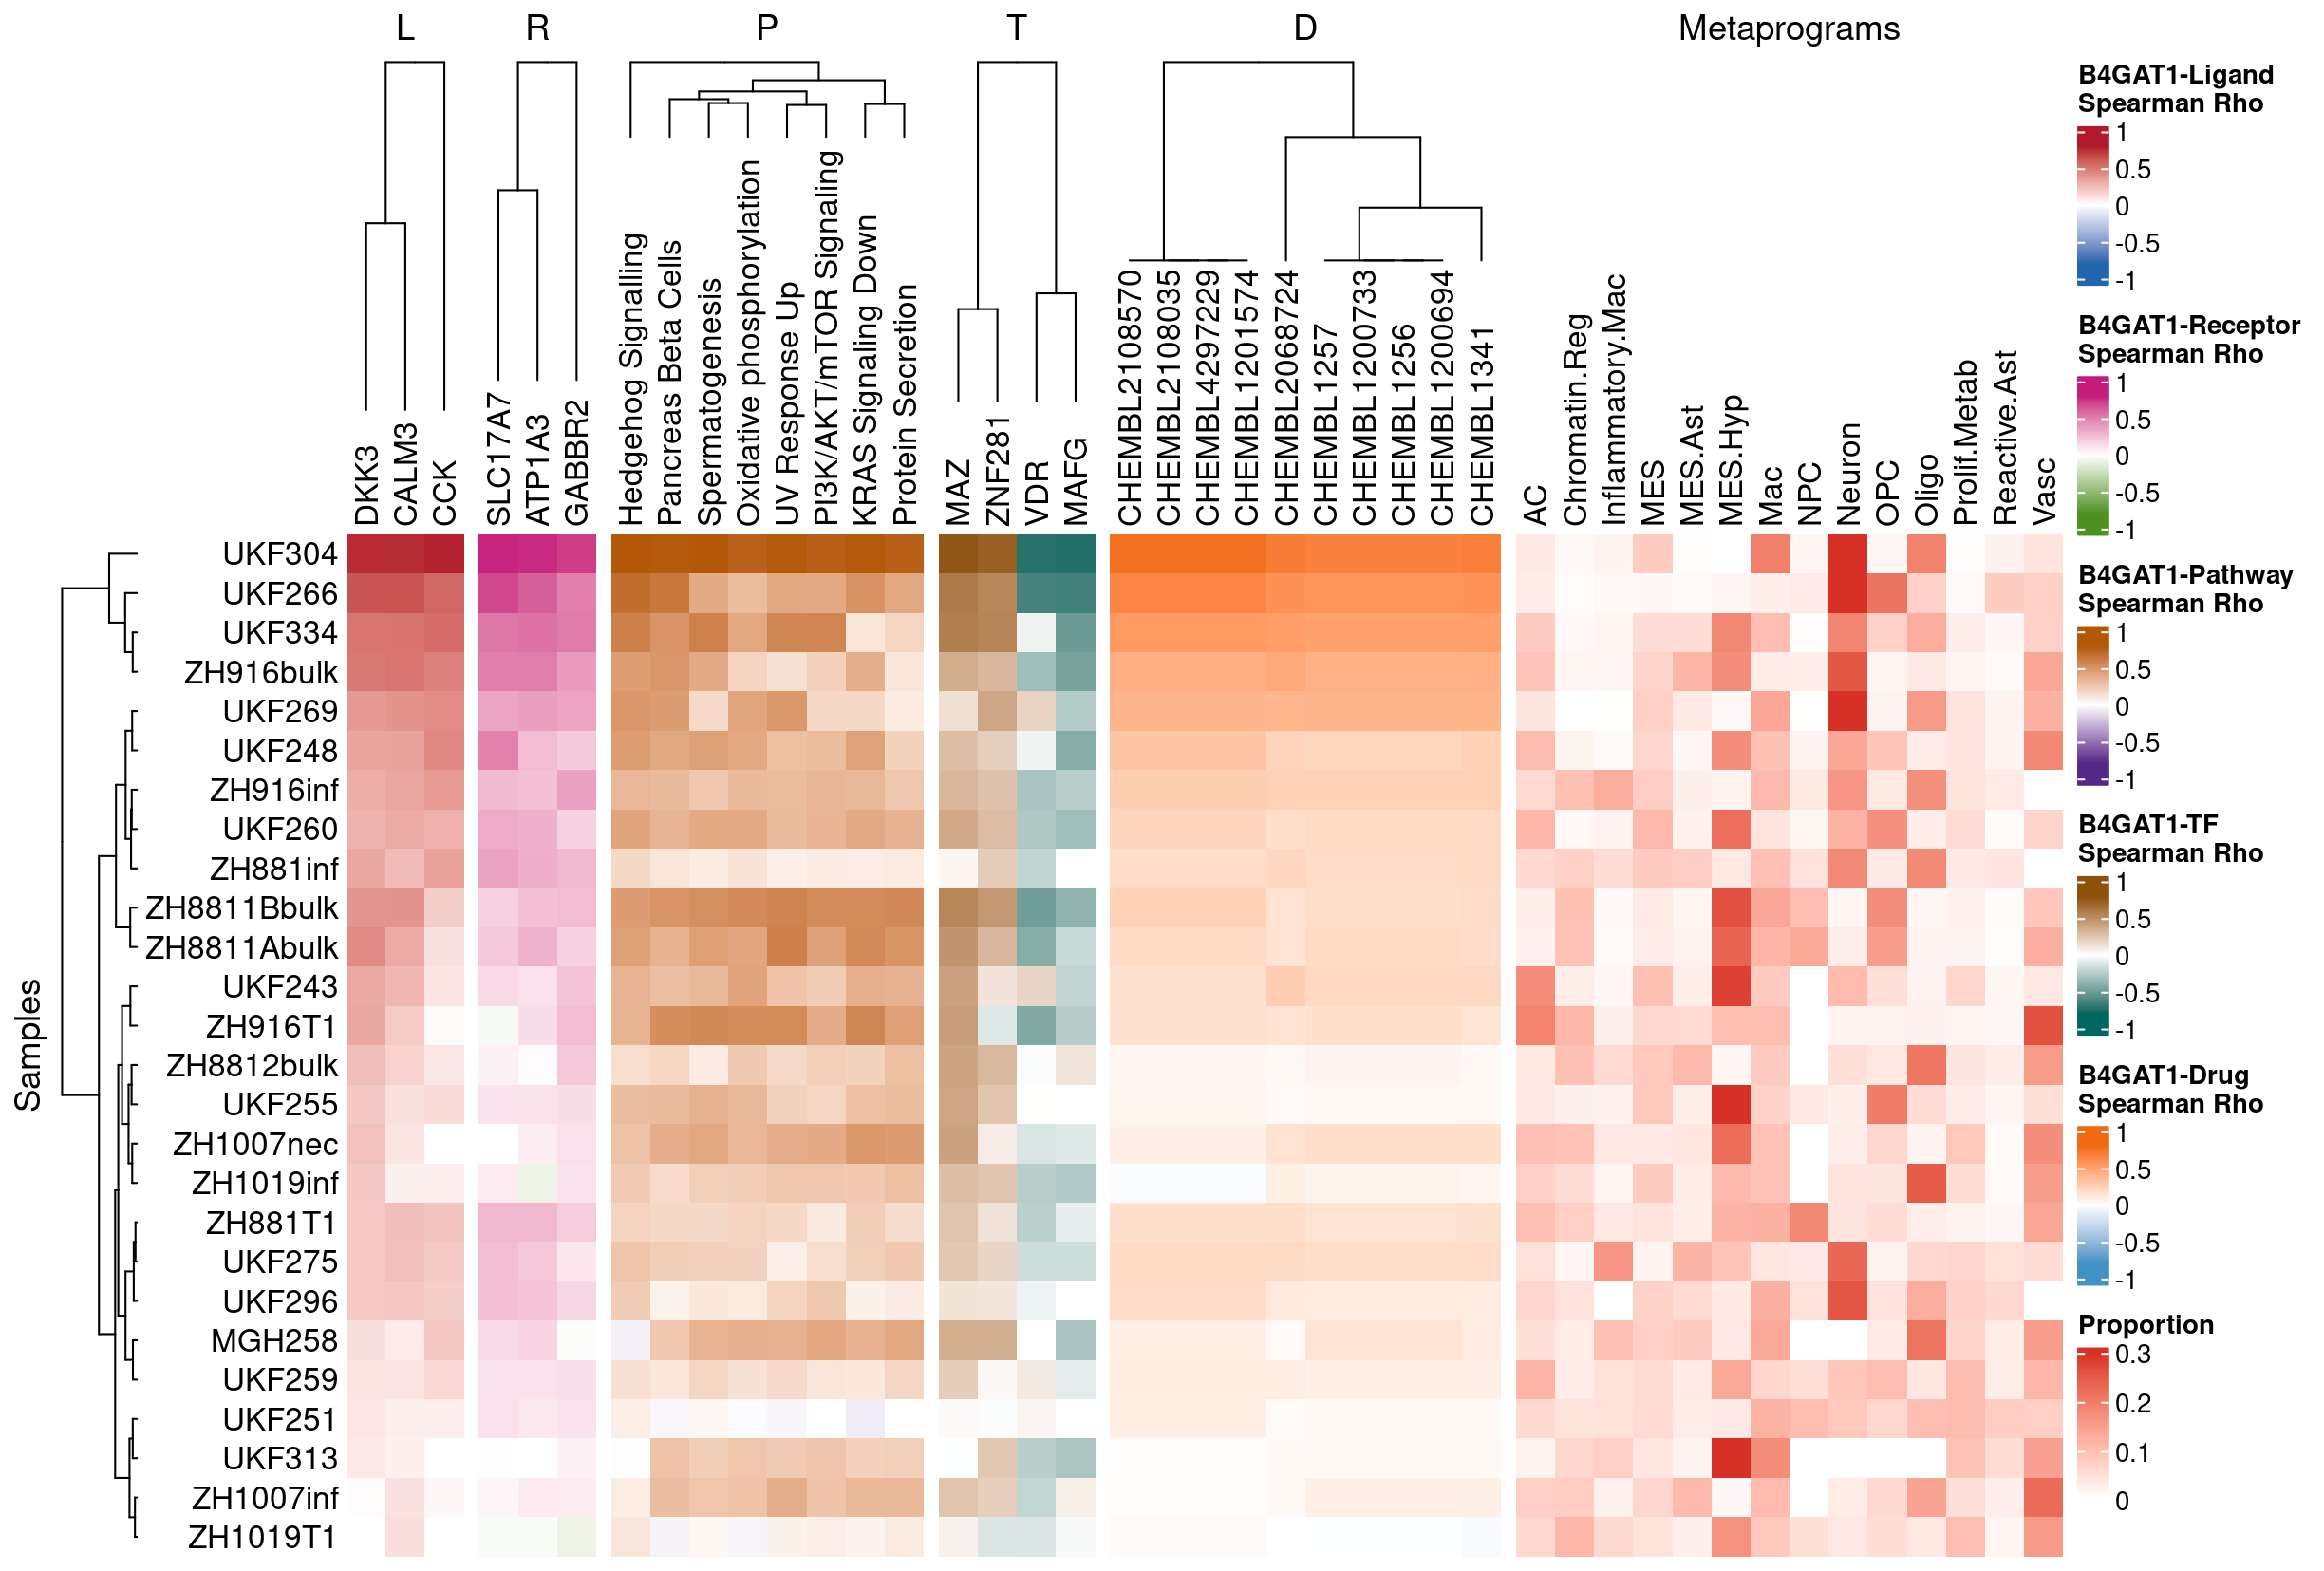 L R P T D Metaprograms
DKK3
CALM3
CCK
SLC17A7
ATP1A3
GABBR2
Hedgehog Signalling
Pancreas Beta Cells
Spermatogenesis
Oxidative phosphorylation
UV Response Up
PI3K/AKT/mTOR Signaling
KRAS Signaling Down
Protein Secretion
MAZ
ZNF281
VDR
MAFG
CHEMBL2108570
CHEMBL2108035
CHEMBL4297229
CHEMBL1201574
CHEMBL2068724
CHEMBL1257
CHEMBL1200733
CHEMBL1256
CHEMBL1200694
CHEMBL1341
AC
Chromatin.Reg
Inflammatory.Mac
MES
MES.Ast
MES.Hyp
Mac
NPC
Neuron
OPC
Oligo
Prolif.Metab
Reactive.Ast
Vasc
Samples
UKF304
UKF266
UKF334
ZH916bulk
UKF269
UKF248
ZH916inf
UKF260
ZH881inf
ZH8811Bbulk
ZH8811Abulk
UKF243
ZH916T1
ZH8812bulk
UKF255
ZH1007nec
ZH1019inf
ZH881T1
UKF275
UKF296
MGH258
UKF259
UKF251
UKF313
ZH1007inf
ZH1019T1
B4GAT1-Ligand
Spearman Rho
1
0.5
0
-0.5
-1
B4GAT1-Receptor
Spearman Rho
1
0.5
0
-0.5
-1
B4GAT1-Pathway
Spearman Rho
1
0.5
0
-0.5
-1
B4GAT1-TF
Spearman Rho
1
0.5
0
-0.5
-1
B4GAT1-Drug
Spearman Rho
1
0.5
0
-0.5
-1
Proportion
0.3
0.2
0.1
0